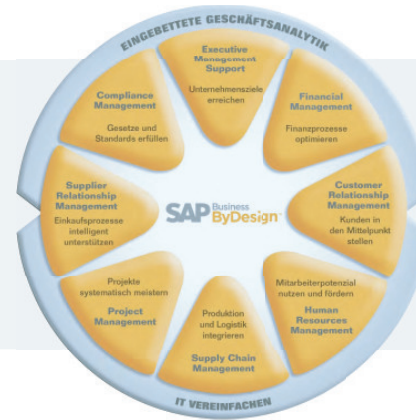 EINGEBETTETE GESCHÄFTSANALYTIK
Executive
Management
Support
Unternehmensziele
erreichen
Financial
Management
Finanzprozesse
optimieren
Customer
Relationship
Management
Kunden in
den Mittelpunkt
stellen
Mitarbeiterpotenzial
nutzen und fördern
Human
Resources
Management
Produktion
und Logistik
integrieren
Supply Chain
Management
Projekte
systematisch meistern
Project
Management
Supplier
Relationship
Management
Einkaufsprozesse
intelligent
unterstützen
Compliance
Management
Gesetze und
Standards erfüllen
SAP Business
ByDesign™
IT VEREINFACHEN